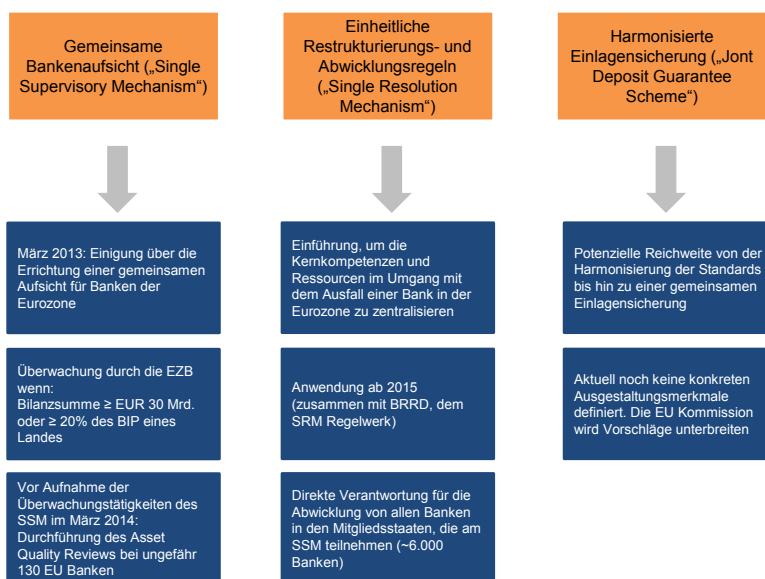 Gemeinsame
Bankenaufsicht („Single
Supervisory Mechanism“)
März 2013: Einigung über die
Errichtung einer gemeinsamen
Aufsicht für Banken der
Eurozone
Überwachung durch die EZB
wenn:
Bilanzsumme ≥ EUR 30 Mrd.
oder ≥ 20% des BIP eines
Landes
Vor Aufnahme der
Überwachungstätigkeiten des
SSM im März 2014:
Durchführung des Asset
Quality Reviews bei ungefähr
130 EU Banken
Einheitliche
Restrukturierungs- und
Abwicklungsregeln
(„Single Resolution
Mechanism“)
Einführung, um die
Kernkompetenzen und
Ressourcen im Umgang mit
dem Ausfall einer Bank in der
Eurozone zu zentralisieren
Anwendung ab 2015
(zusammen mit BRRD, dem
SRM Regelwerk)
Direkte Verantwortung für die
Abwicklung von allen Banken
in den Mitgliedsstaaten, die am
SSM teilnehmen (~6.000
Banken)
Harmonisierte
Einlagensicherung („Jont
Deposit Guarantee
Scheme“)
Potenzielle Reichweite von der
Harmonisierung der Standards
bis hin zu einer gemeinsamen
Einlagensicherung
Aktuell noch keine konkreten
Ausgestaltungsmerkmale
definiert. Die EU Kommission
wird Vorschläge unterbreiten